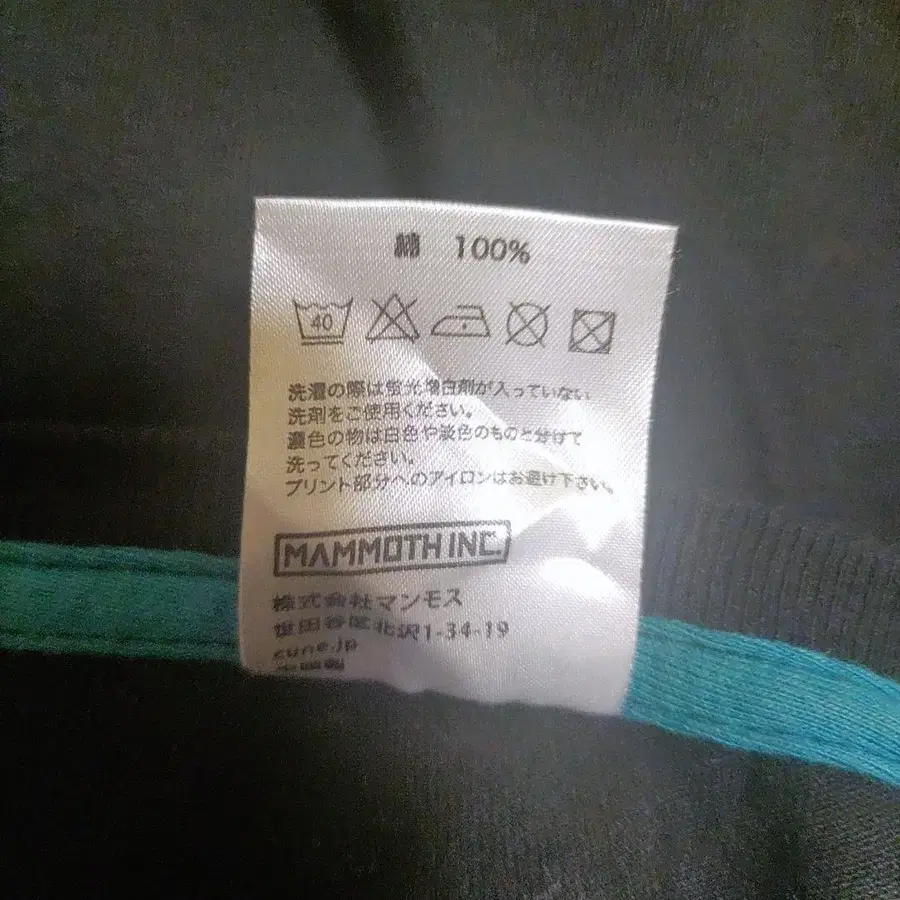 綿 100%
40
洗濯の際は蛍光増白剤が入っていない
洗剤をご使用ください。
濃色の物は白色や淡色のものと分けて
洗ってください。
プリント部分へのアイロンはお避け下さい。
MAMMOTH INC.
株式会社マンモス
世田谷区北沢1-34-19
cune.jp